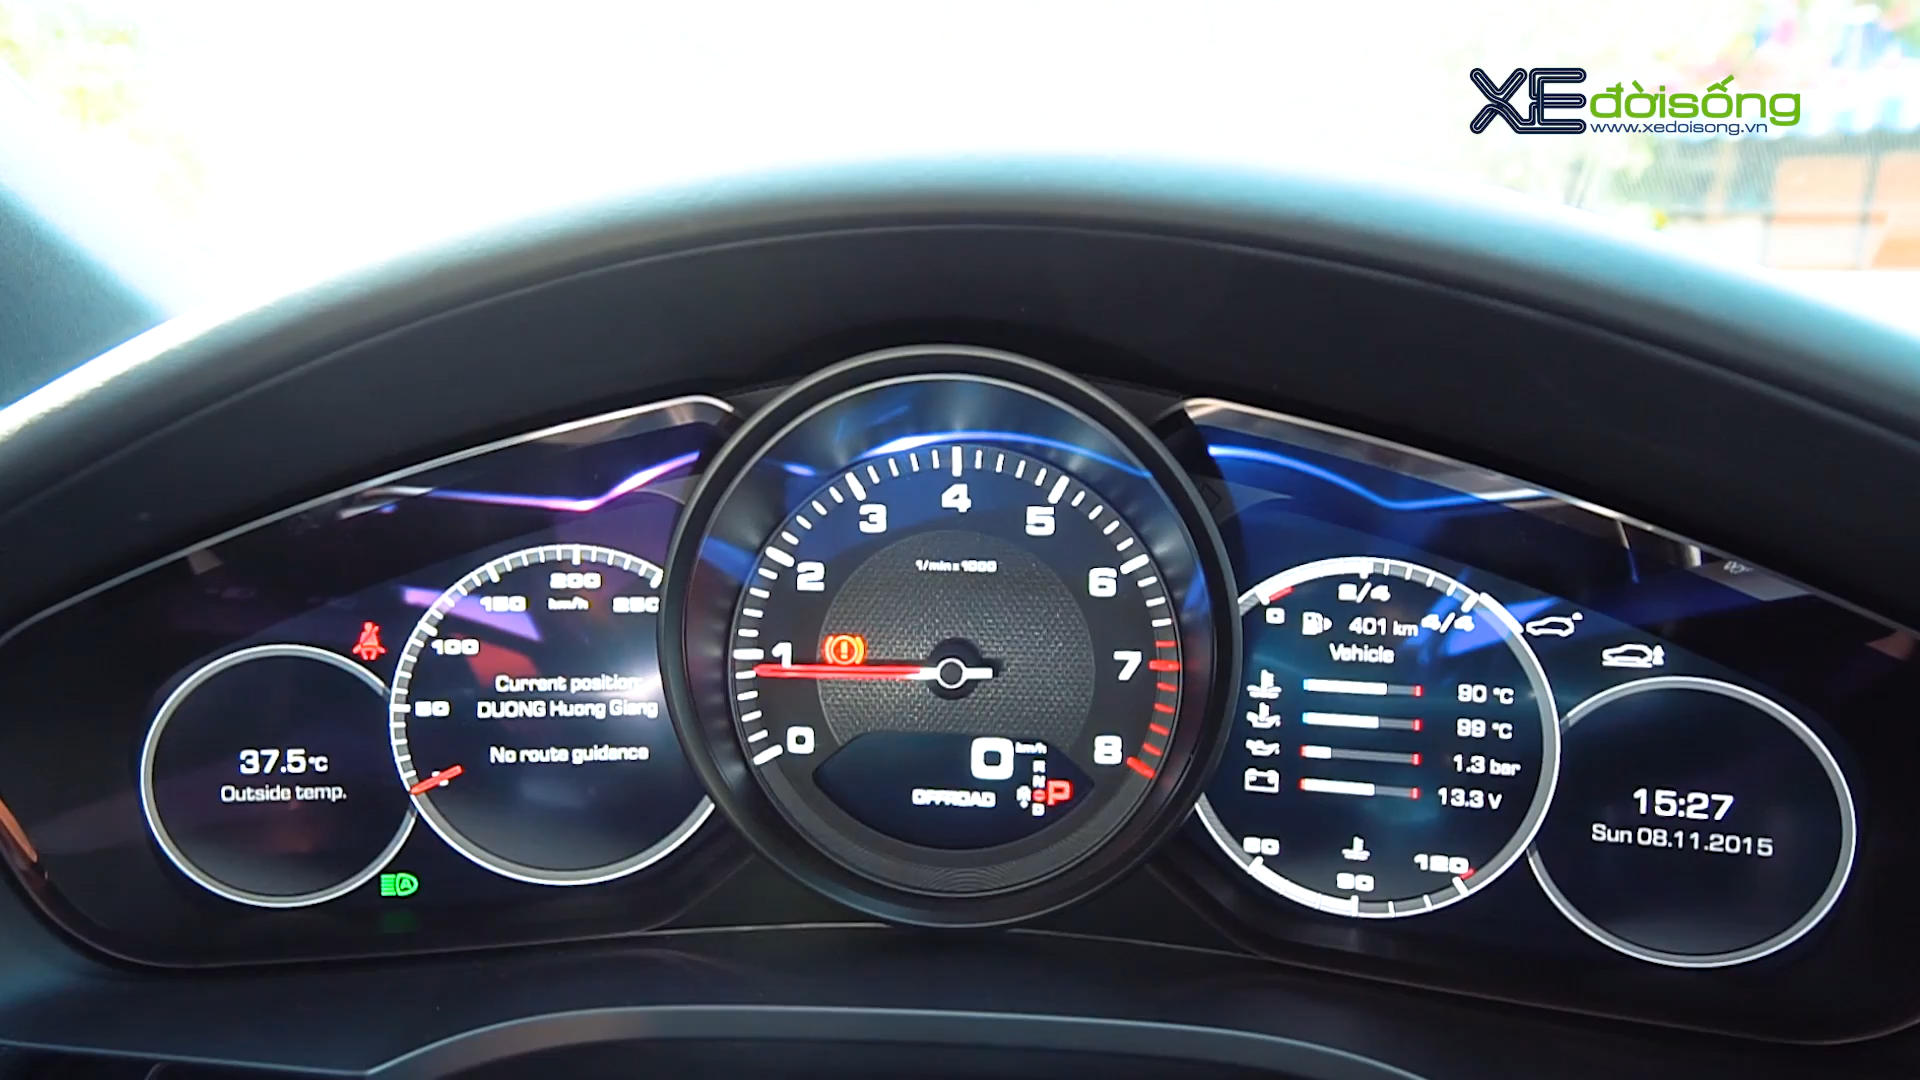 XEđờisống
www.xedoisong.vn
37.5°C
Outside temp.
50
100
150
200
250
km/h
Current position:
DUONG Huong Giang
No route guidance
0
1
2
3
4
5
6
7
8
1/min x 1000
0 km/h
OFFROAD
R
N
D
P
0
2/4
4/4
401 km
Vehicle
90 °C
99 °C
1.3 bar
13.3 V
90
120
15:27
Sun 08.11.2015